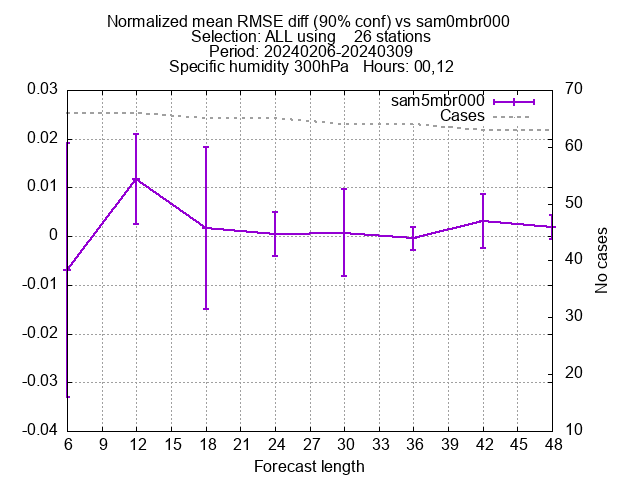 Normalized mean RMSE diff (90% conf) vs sam0mbr000
Selection: ALL using    26 stations
Period: 20240206-20240309
Specific humidity 300hPa   Hours: 00,12
sam5mbr000
Cases
0.03
0.02
0.01
0
-0.01
-0.02
-0.03
-0.04
70
60
50
40
30
20
10
No cases
6 9 12 15 18 21 24 27 30 33 36 39 42 45 48
Forecast length